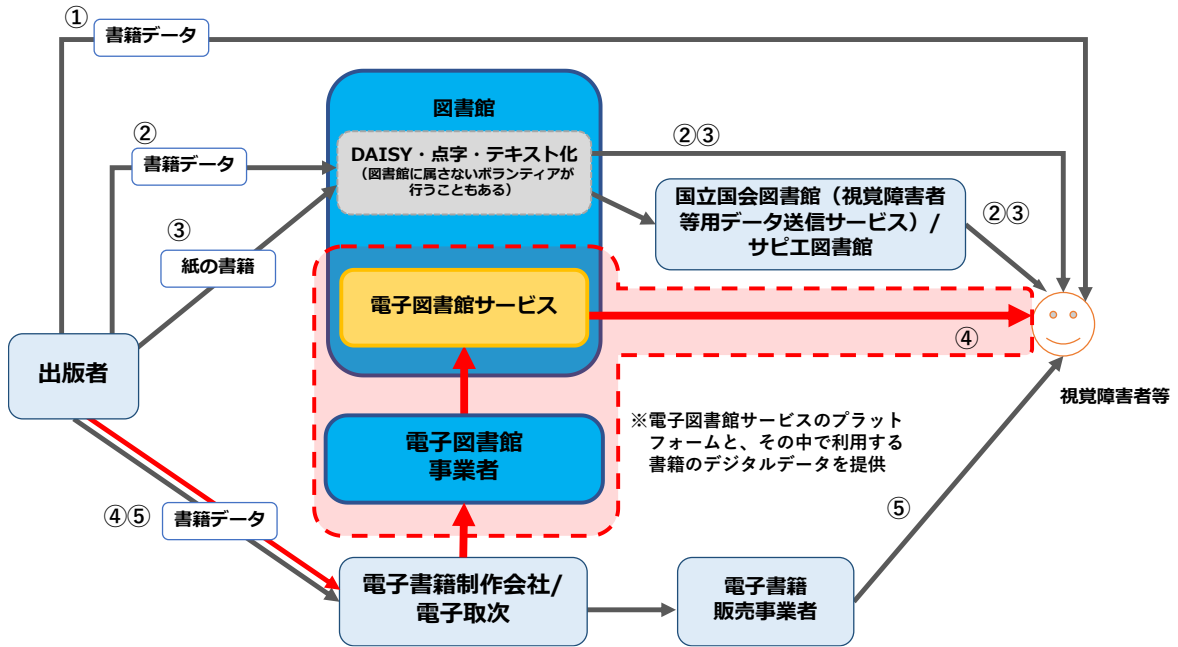 ①
書籍データ
図書館
②
書籍データ
DAISY・点字・テキスト化
（図書館に属さないボランティアが
行うこともある）
②③
国立国会図書館（視覚障害者
等用データ送信サービス）/
サピエ図書館
②③
③
紙の書籍
電子図書館サービス
④
出版者
視覚障害者等
電子図書館
事業者
※電子図書館サービスのプラット
フォームと、その中で利用する
書籍のデジタルデータを提供
④⑤
書籍データ
⑤
電子書籍制作会社/
電子取次
電子書籍
販売事業者